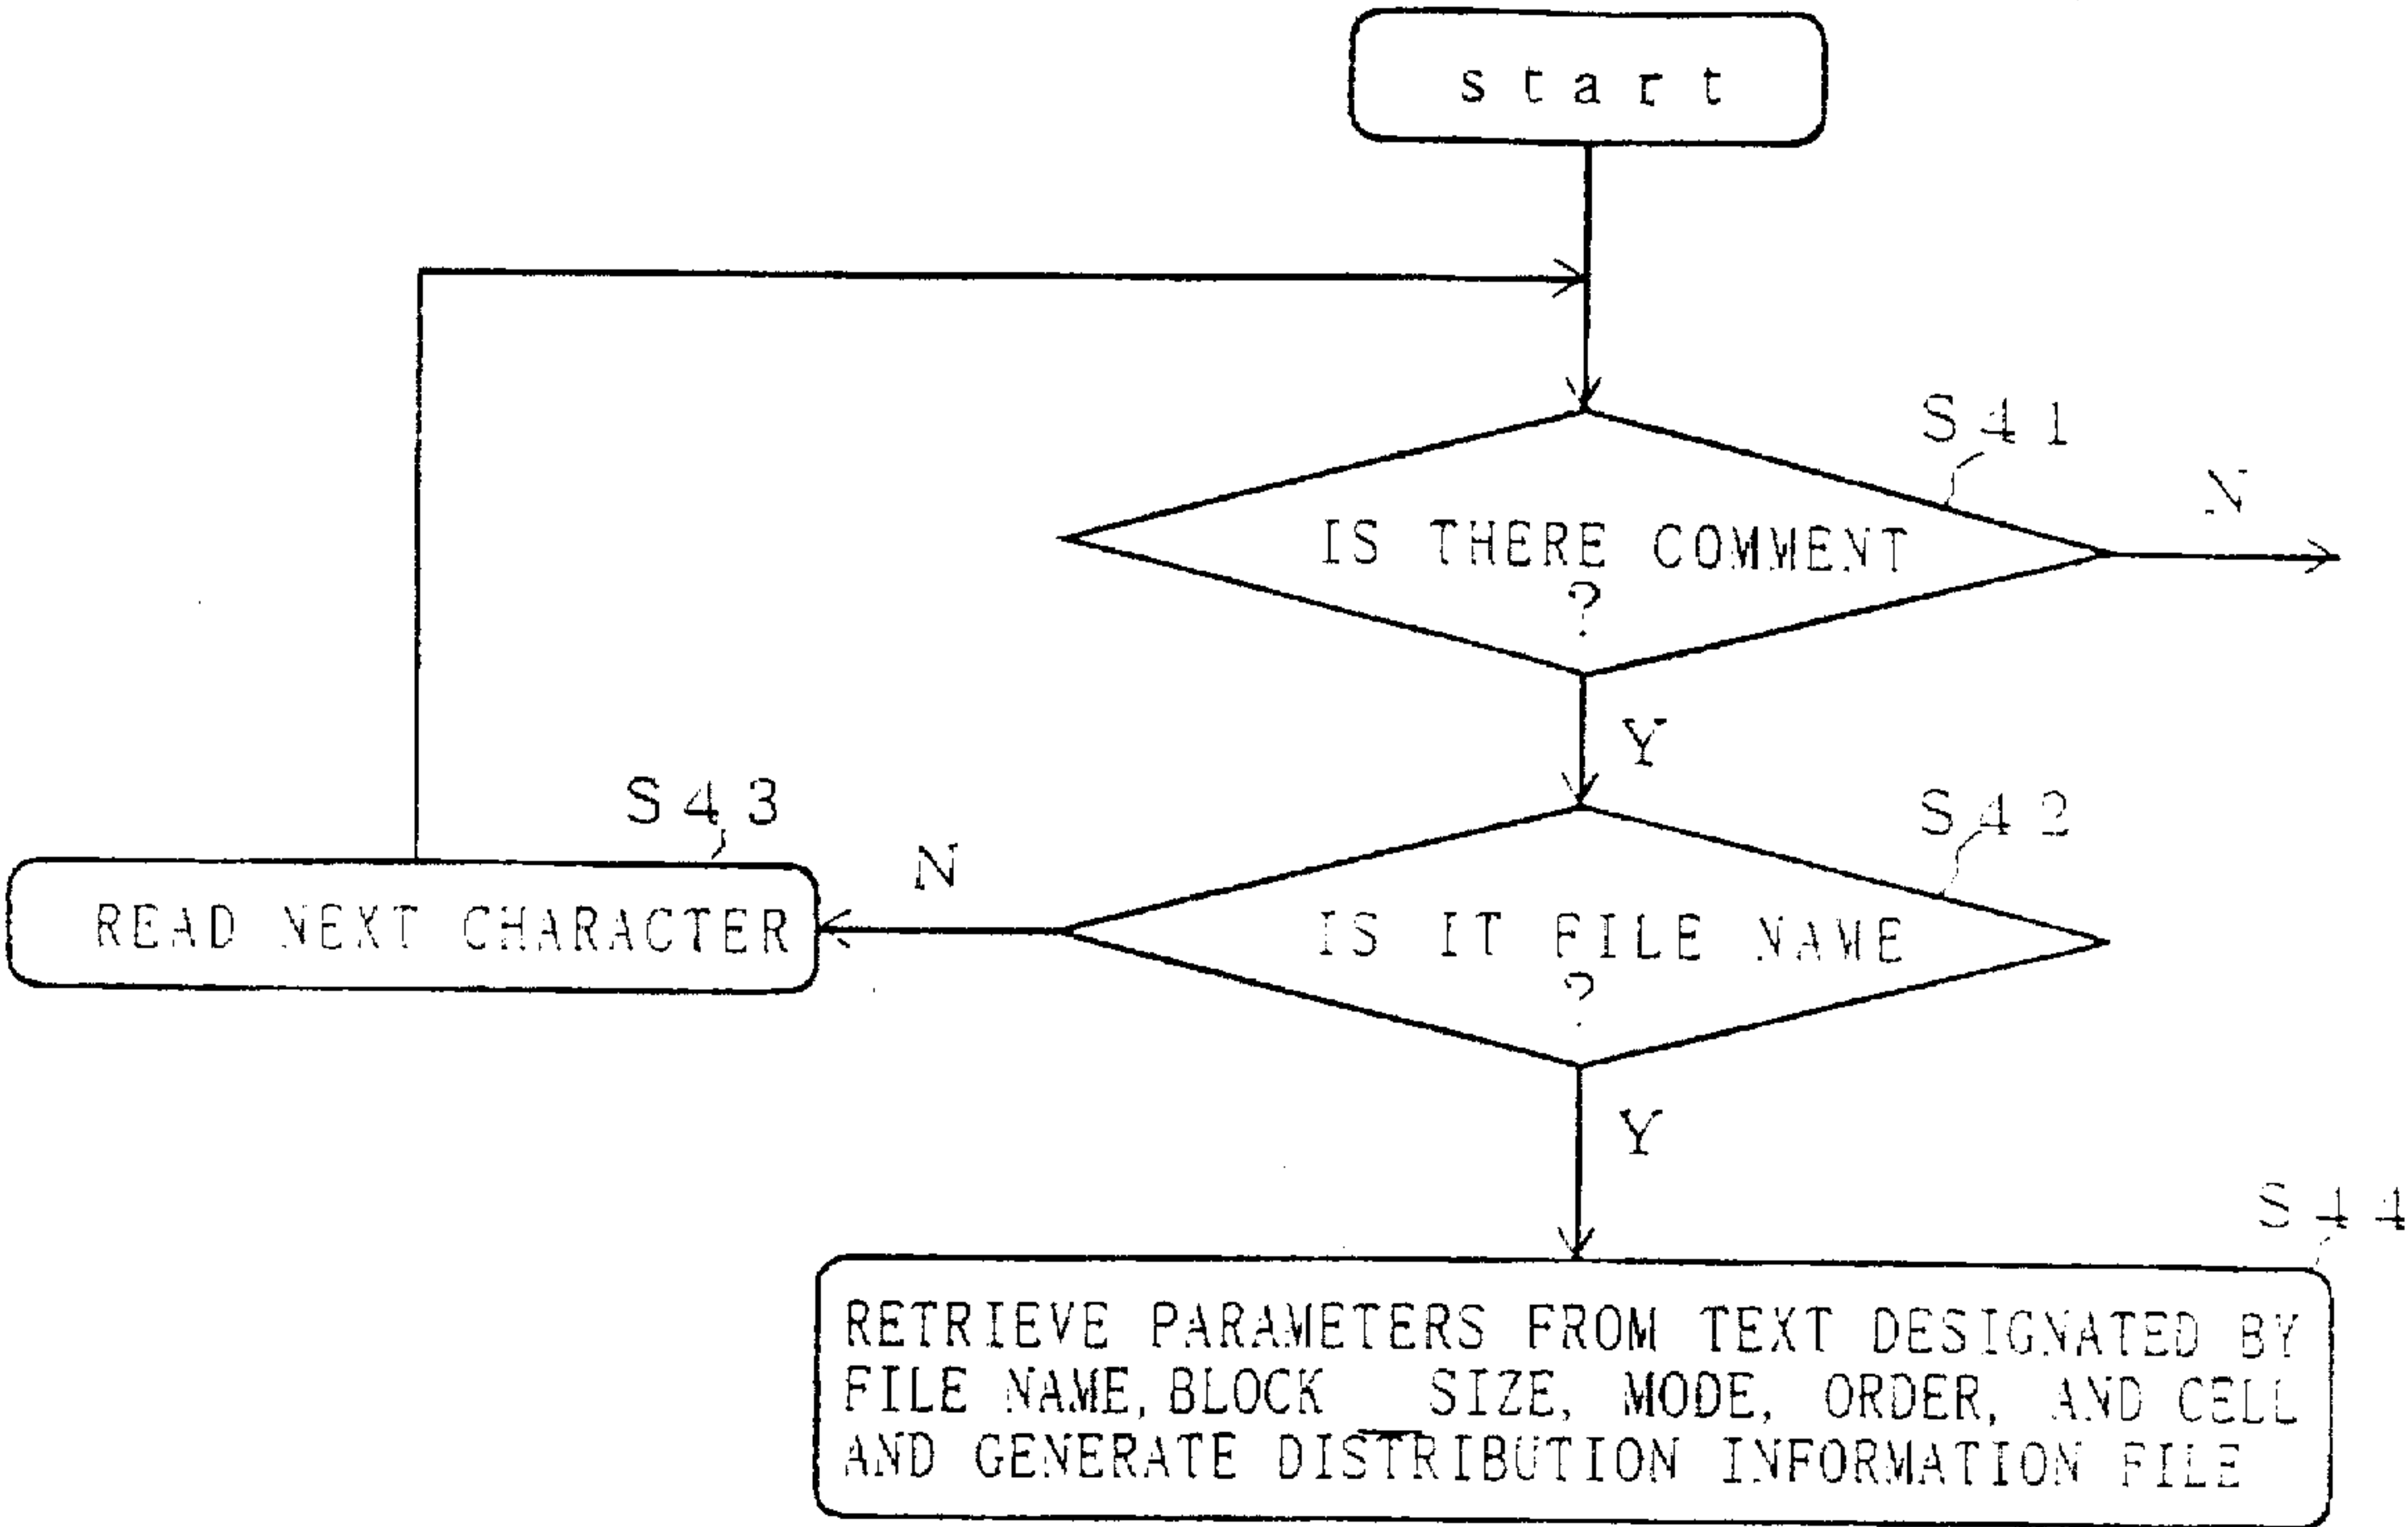 start
S41
N
IS THERE COMMENT
?
Y
S43
S42
N
READ NEXT CHARACTER
IS IT FILE NAME
?
Y
S44
RETRIEVE PARAMETERS FROM TEXT DESIGNATED BY
FILE NAME, BLOCK _ SIZE, MODE, ORDER, AND CELL
AND GENERATE DISTRIBUTION INFORMATION FILE